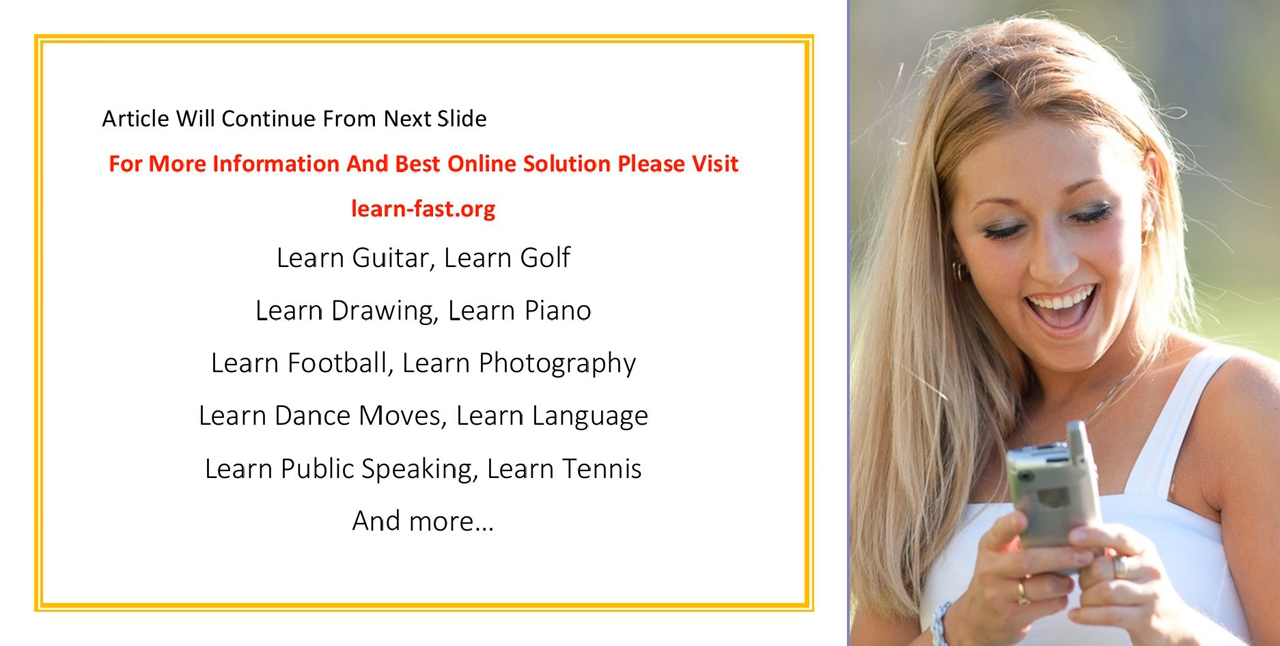 Article Will Continue From Next Slide
For More Information And Best Online Solution Please Visit
learn-fast.org
Learn Guitar, Learn Golf
Learn Drawing, Learn Piano
Learn Football, Learn Photography
Learn Dance Moves, Learn Language
Learn Public Speaking, Learn Tennis
And more...